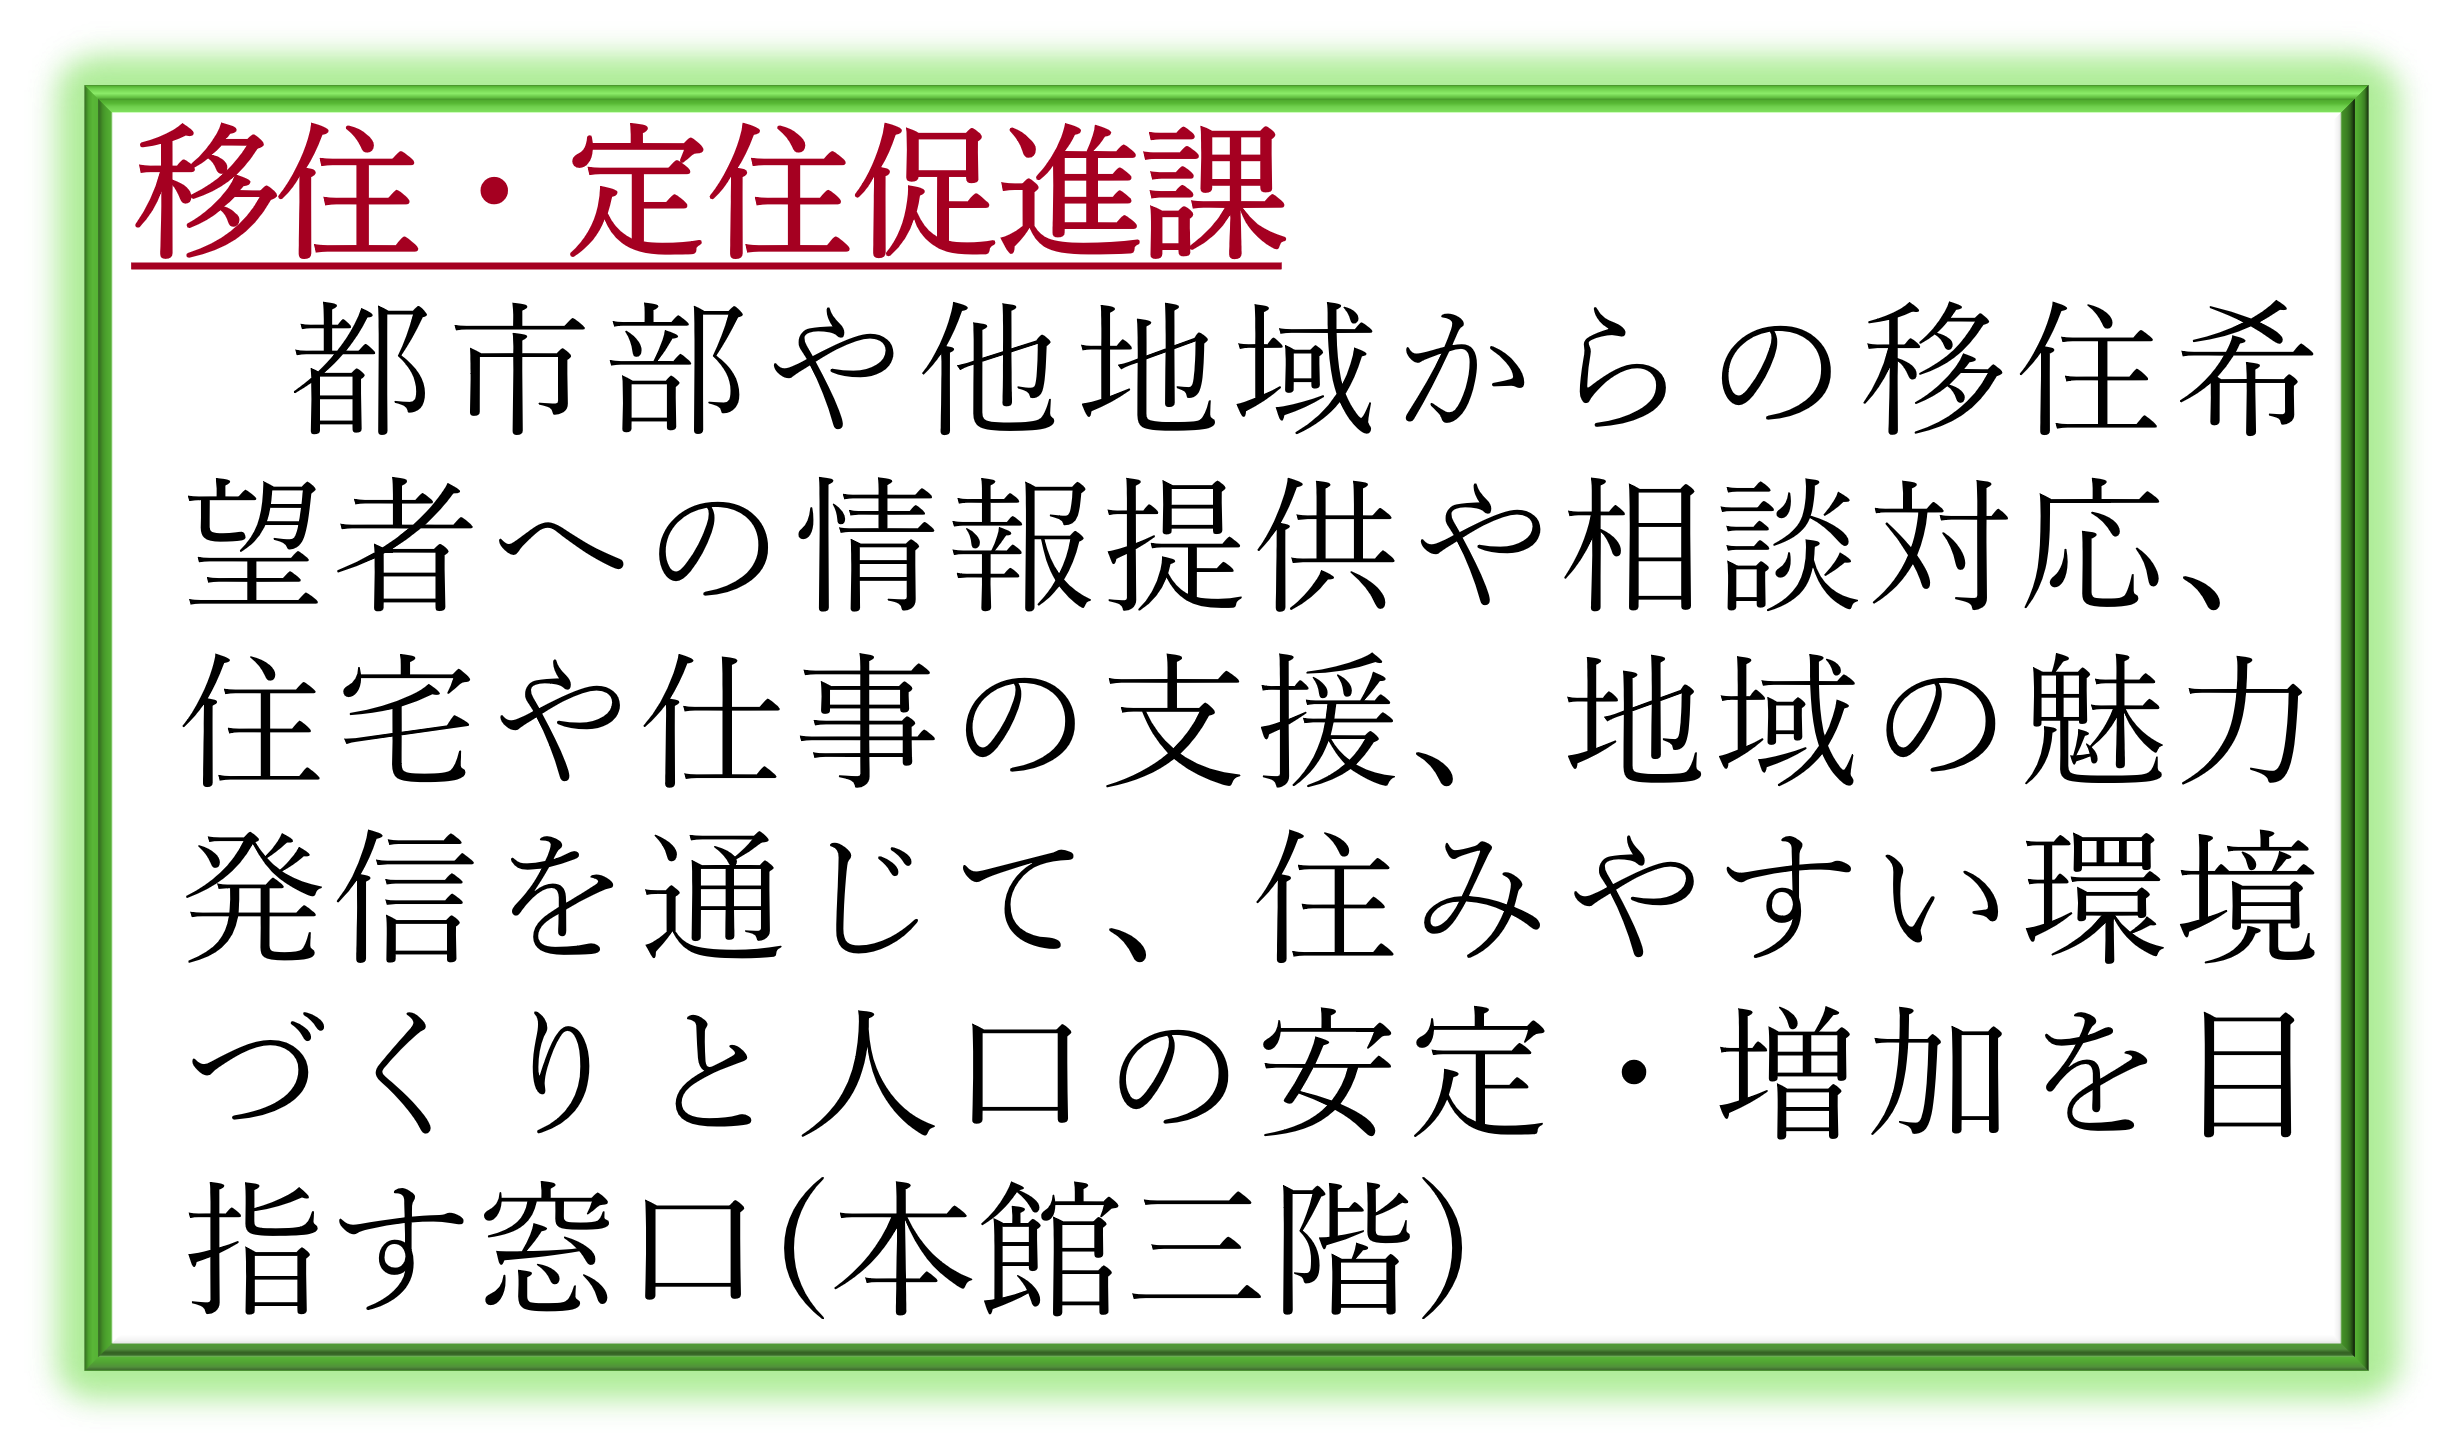 移住・定住促進課
都市部や他地域からの移住希
望者への情報提供や相談対応、
住宅や仕事の支援、地域の魅力
発信を通じて、住みやすい環境
づくりと人口の安定・増加を目
指す窓口(本館三階)